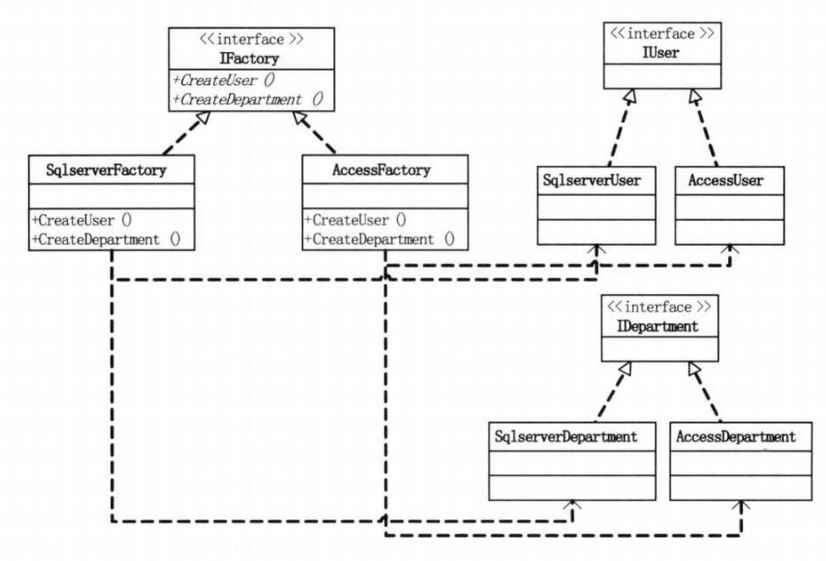 <<interface>>
IFactory
+CreateUser ()
+CreateDepartment ()
<<interface>>
IUser
SqlserverFactory
+CreateUser ()
+CreateDepartment ()
AccessFactory
+CreateUser ()
+CreateDepartment ()
SqlserverUser
AccessUser
<<interface>>
IDepartment
SqlserverDepartment
AccessDepartment